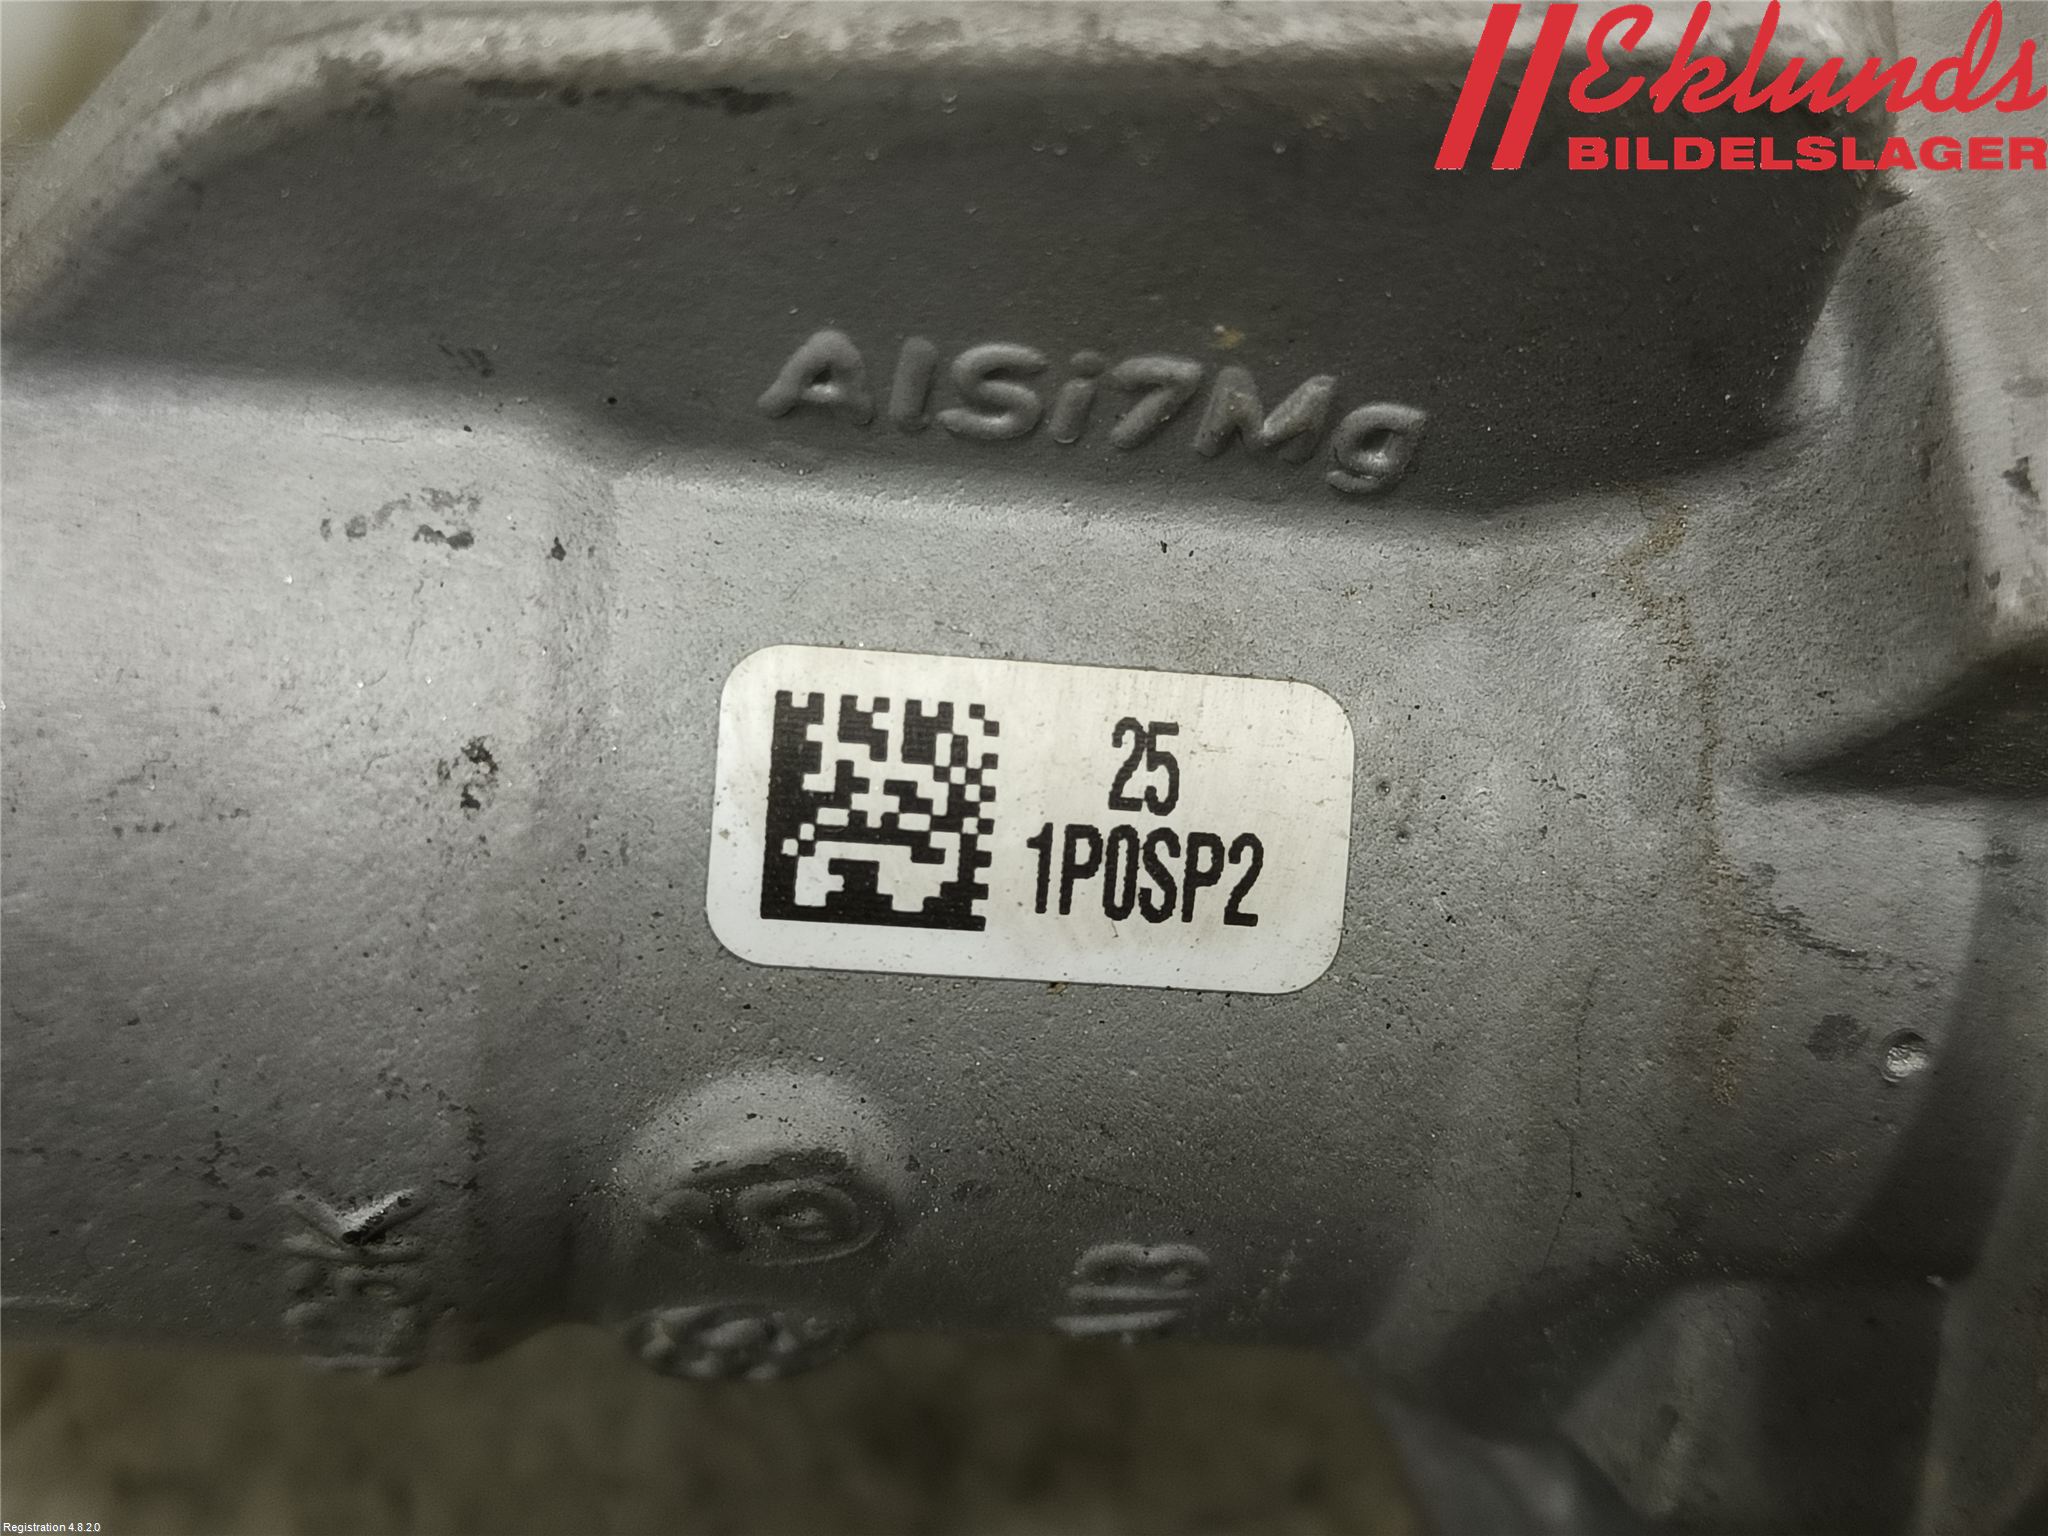 Eklunds
BILDELSLAGER
AlSi7Mg
25
1P0SP2
Registration 4.8.2.0